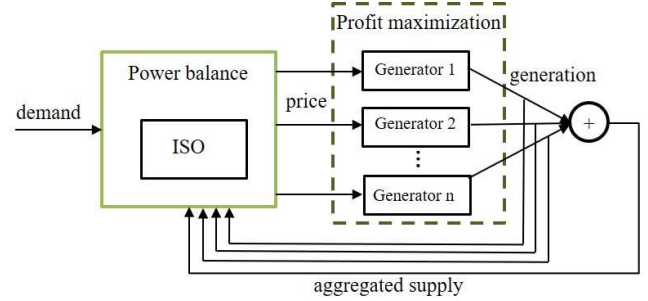 Profit maximization
Power balance
Generator 1
generation
demand
price
ISO
Generator 2
+
Generator n
aggregated supply